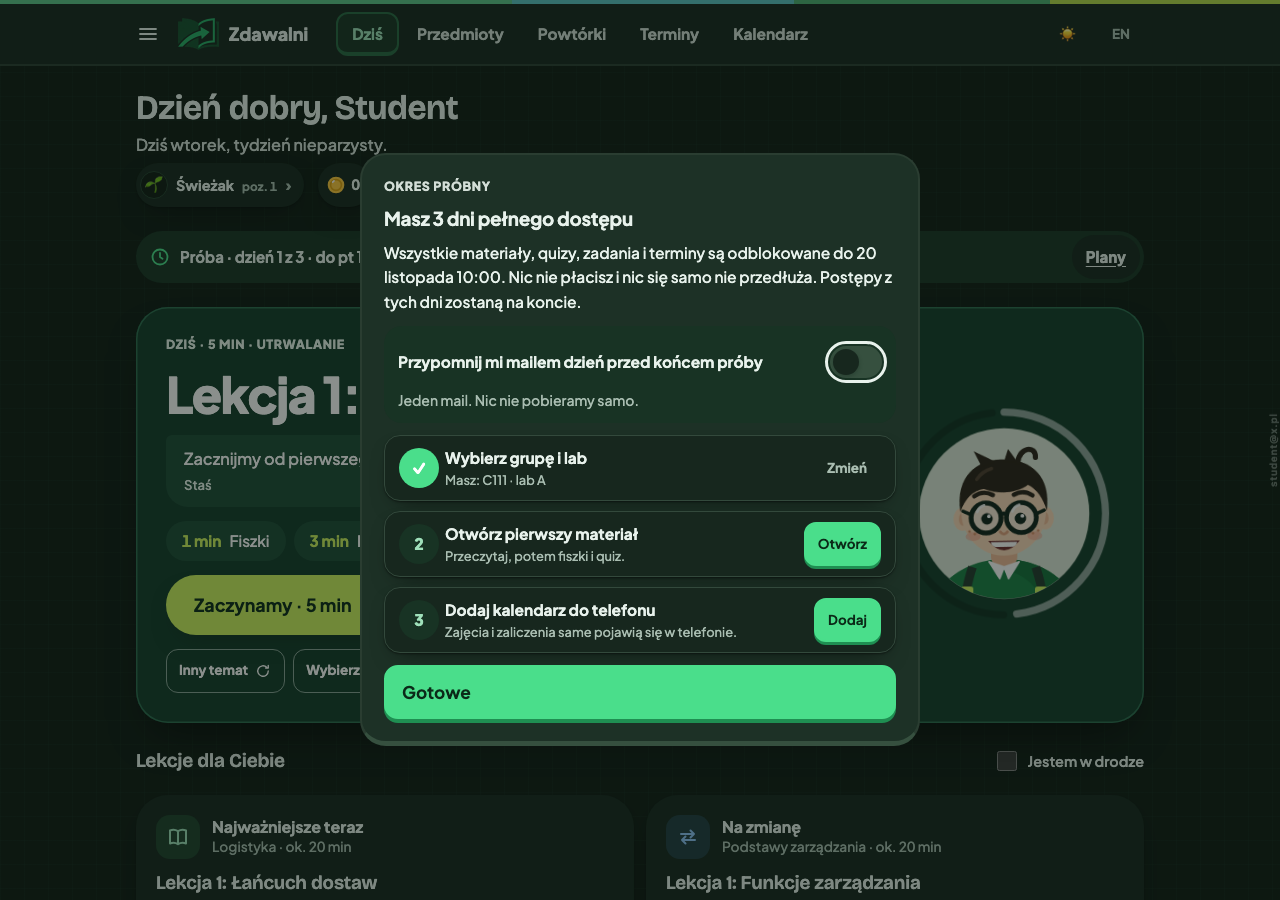 Zdawalni
Dziś
Przedmioty
Powtórki
Terminy
Kalendarz
EN
Dzień dobry, Student
Dziś wtorek, tydzień nieparzysty.
Świeżak poz. 1 ›
0
Próba · dzień 1 z 3 · do pt 1
Plany
DZIŚ · 5 MIN · UTRWALANIE
Lekcja 1:
Zacznijmy od pierwsze
Staś
1 min Fiszki
3 min
Zaczynamy · 5 min
Inny temat
Wybierz
OKRES PRÓBNY
Masz 3 dni pełnego dostępu
Wszystkie materiały, quizy, zadania i terminy są odblokowane do 20
listopada 10:00. Nic nie płacisz i nic się samo nie przedłuża. Postępy z
tych dni zostaną na koncie.
Przypomnij mi mailem dzień przed końcem próby
Jeden mail. Nic nie pobieramy samo.
Wybierz grupę i lab
Masz: C111 · lab A
Zmień
2
Otwórz pierwszy materiał
Przeczytaj, potem fiszki i quiz.
Otwórz
3
Dodaj kalendarz do telefonu
Zajęcia i zaliczenia same pojawią się w telefonie.
Dodaj
Gotowe
student@x.pl
Lekcje dla Ciebie
Jestem w drodze
Najważniejsze teraz
Logistyka · ok. 20 min
Lekcja 1: Łańcuch dostaw
Na zmianę
Podstawy zarządzania · ok. 20 min
Lekcja 1: Funkcje zarządzania